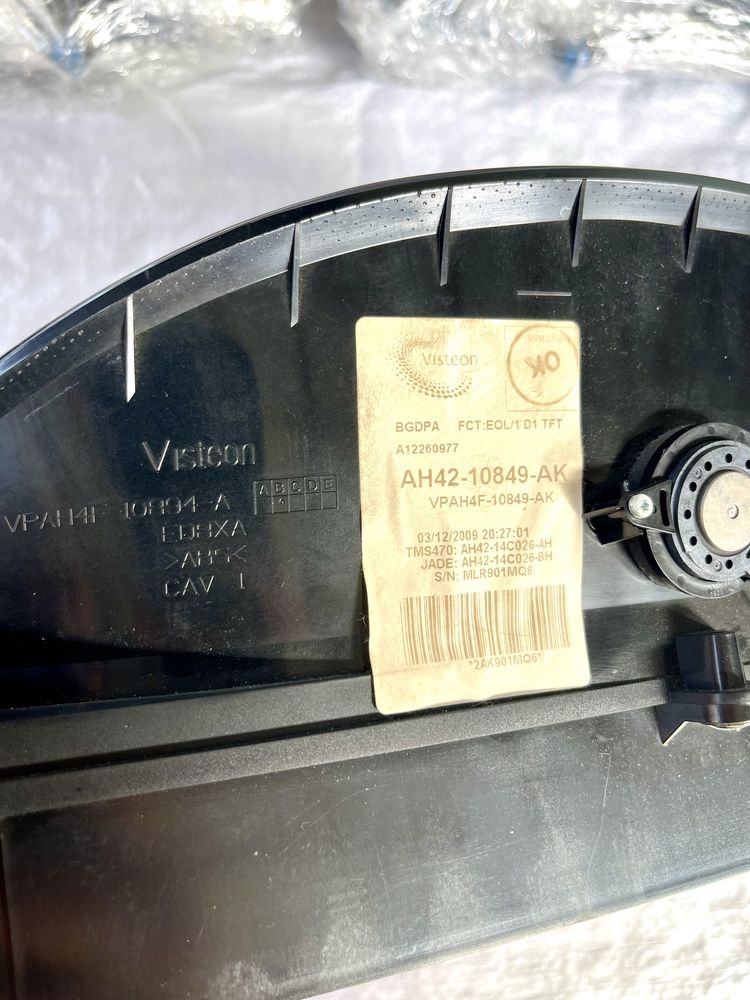 Visteon
OK
BGDPA FCT:EOL/1 D1 TFT
A12260977
AH42-10849-AK
VPAH4F-10849-AK
03/12/2009 20:27:01
TMS470: AH42-14C026-AH
JADE: AH42-14C026-BH
S/N: MLR901MQ6
*2AK901MQ6*
Visteon
A B C D E
VPAH4F-10894-A
ED8XA
>ABS<
CAV 1